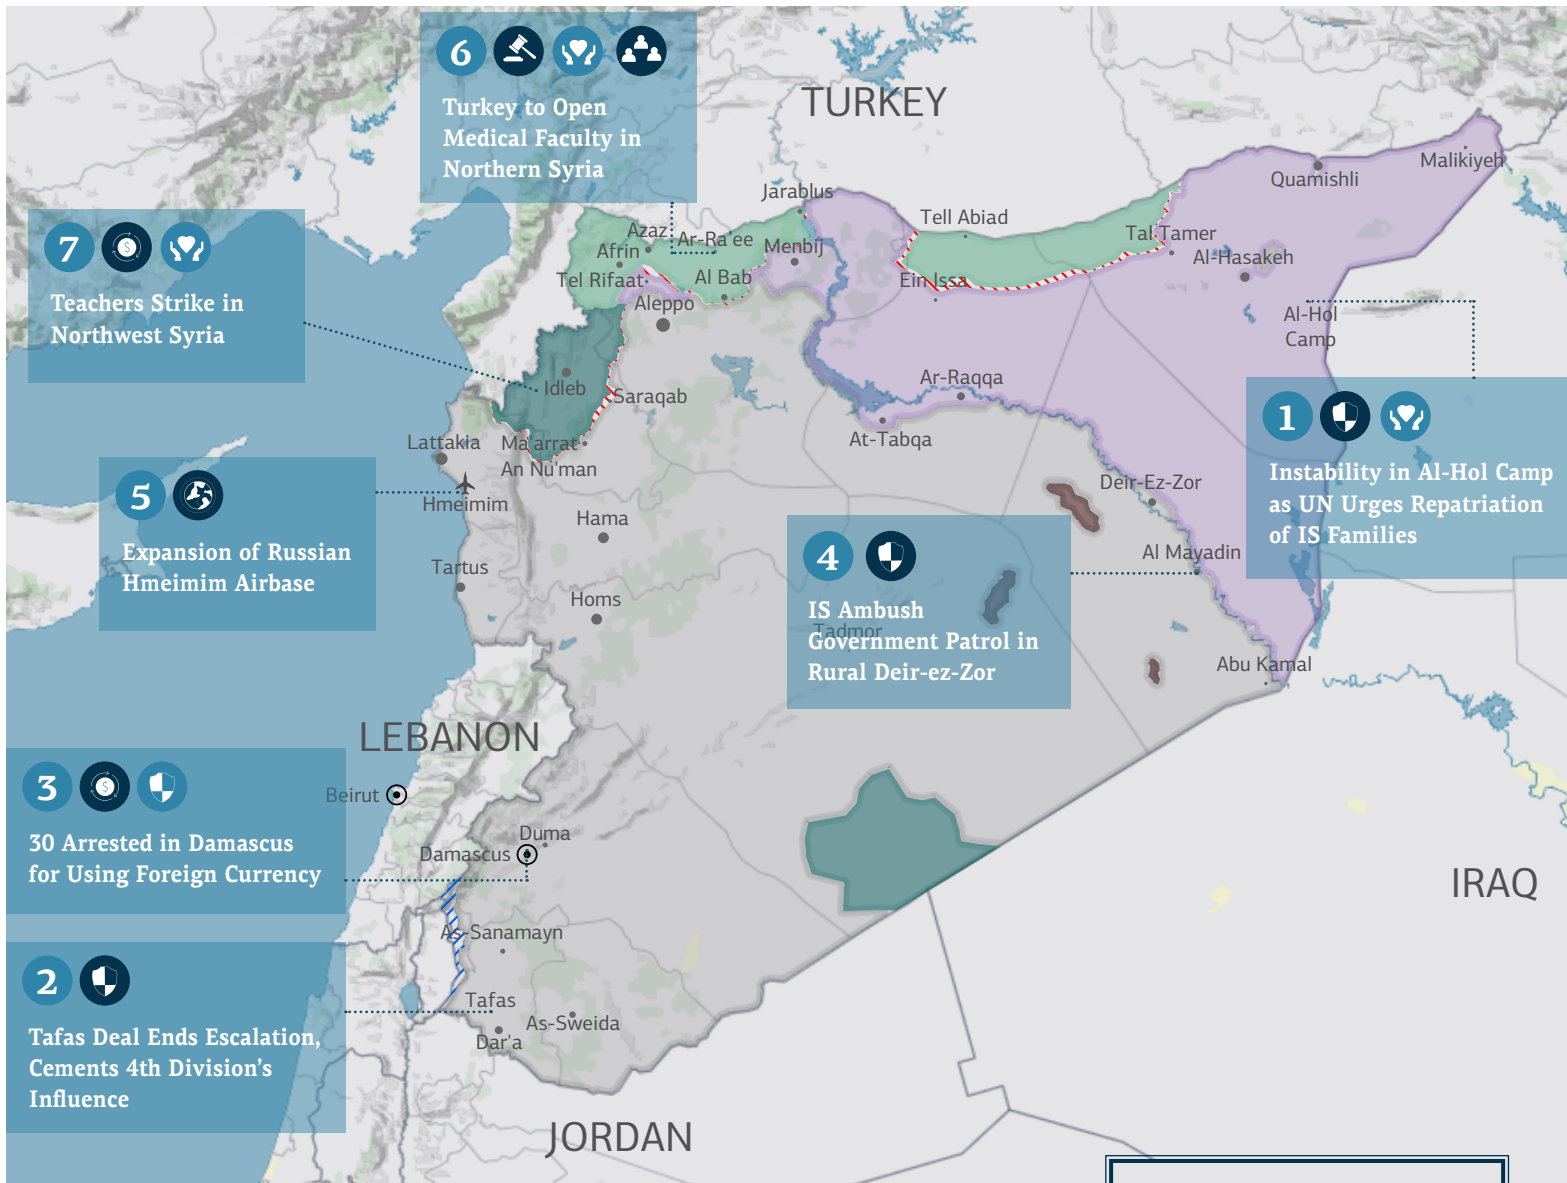 6
Turkey to Open
Medical Faculty in
Northern Syria
TURKEY
7
Teachers Strike in
Northwest Syria
Jarablus
Azaz
Ar-Ra'ee
Afrin
Menbij
Tel Rifaat
Al Bab
Aleppo
Tell Abiad
Ein Issa
Tal Tamer
Quamishli
Malikiyeh
Al-Hasakeh
Al-Hol
Camp
Idleb
Saraqab
Ar-Raqqa
At-Tabqa
1
Instability in Al-Hol Camp
as UN Urges Repatriation
of IS Families
Lattakia
Ma'arrat
An Nu'man
5
Expansion of Russian
Hmeimim Airbase
Hmeimim
Hama
Tartus
Homs
Deir-Ez-Zor
Al Mayadin
4
IS Ambush
Government Patrol in
Rural Deir-ez-Zor
Tadmor
Abu Kamal
LEBANON
3
30 Arrested in Damascus
for Using Foreign Currency
Beirut
Duma
Damascus
IRAQ
As-Sanamayn
2
Tafas Deal Ends Escalation,
Cements 4th Division's
Influence
Tafas
As-Sweida
Dar'a
JORDAN